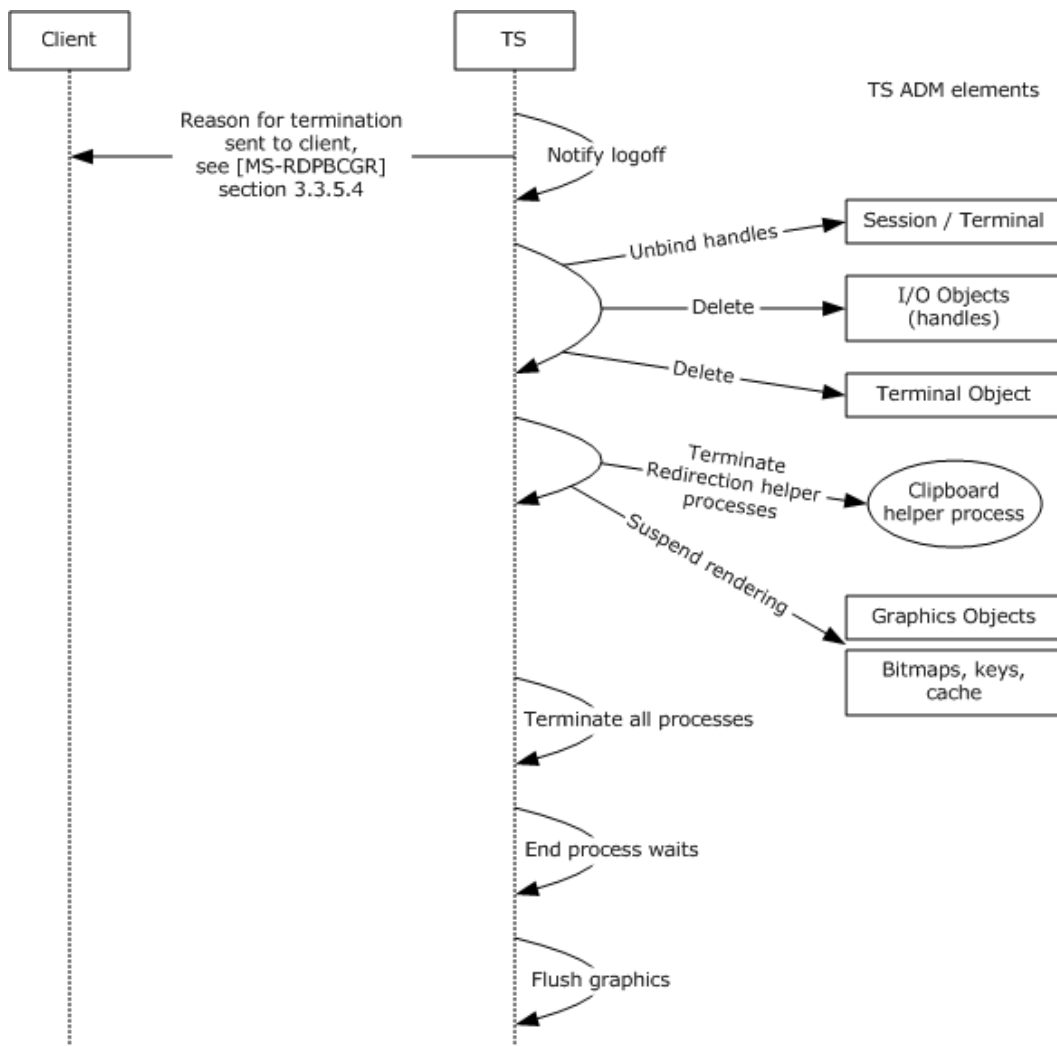 Client
TS
TS ADM elements
Reason for termination
sent to client,
see [MS-RDPBCGR]
section 3.3.5.4
Notify logoff
Unbind handles
Session / Terminal
Delete
I/O Objects
(handles)
Delete
Terminal Object
Terminate
Redirection helper
processes
Clipboard
helper process
Suspend rendering
Graphics Objects
Bitmaps, keys,
cache
Terminate all processes
End process waits
Flush graphics